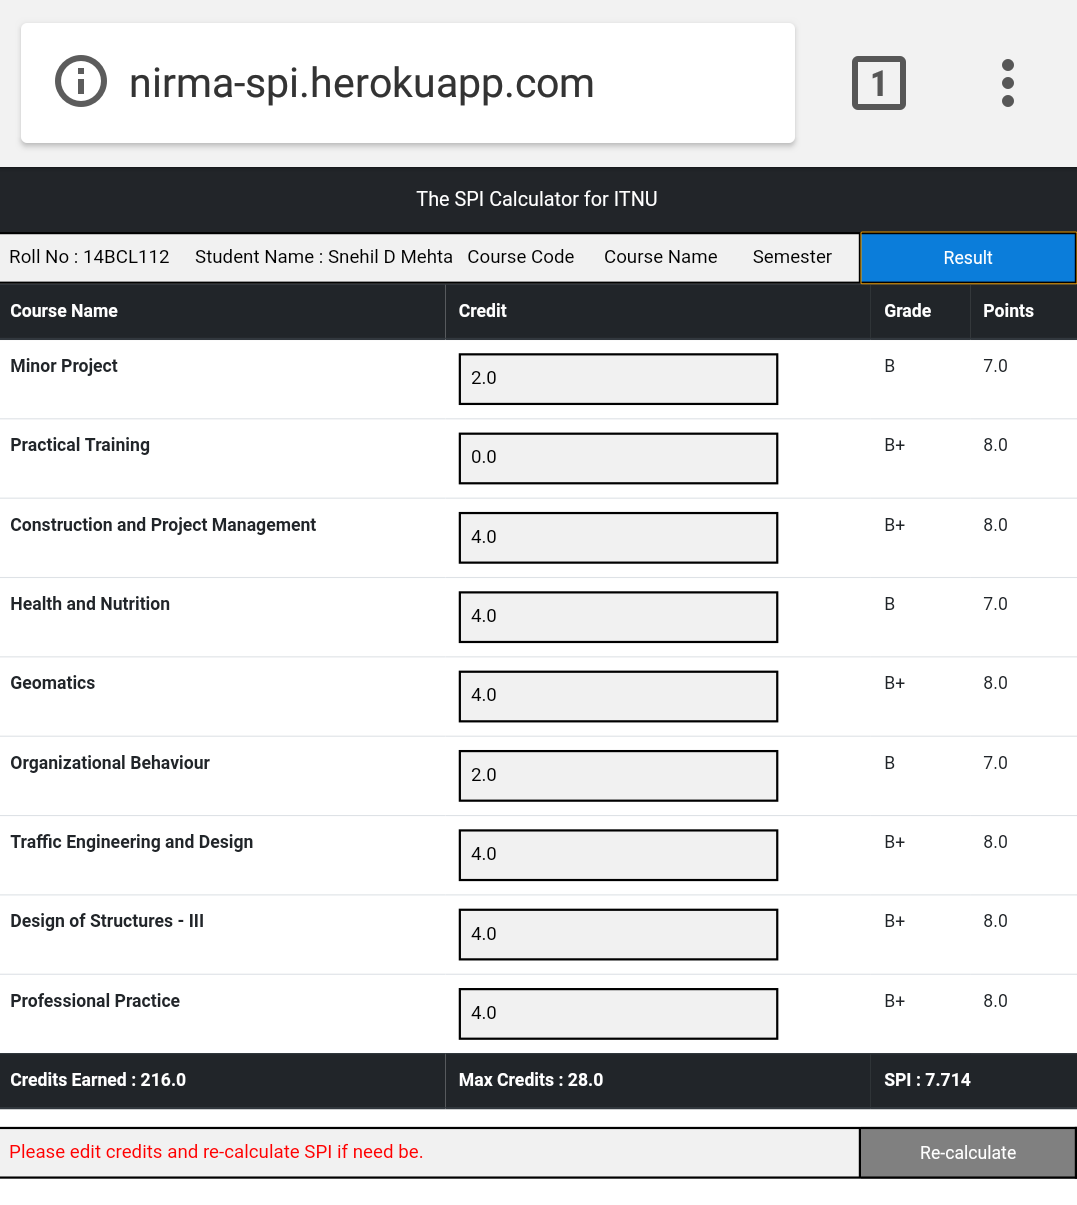 nirma-spi.herokuapp.com 1
The SPI Calculator for ITNU
Roll No : 14BCL112 Student Name : Snehil D Mehta Course Code Course Name Semester Result
Course Name Credit Grade Points
Minor Project 2.0 B 7.0
Practical Training 0.0 B+ 8.0
Construction and Project Management 4.0 B+ 8.0
Health and Nutrition 4.0 B 7.0
Geomatics 4.0 B+ 8.0
Organizational Behaviour 2.0 B 7.0
Traffic Engineering and Design 4.0 B+ 8.0
Design of Structures - III 4.0 B+ 8.0
Professional Practice 4.0 B+ 8.0
Credits Earned : 216.0 Max Credits : 28.0 SPI : 7.714
Please edit credits and re-calculate SPI if need be. Re-calculate